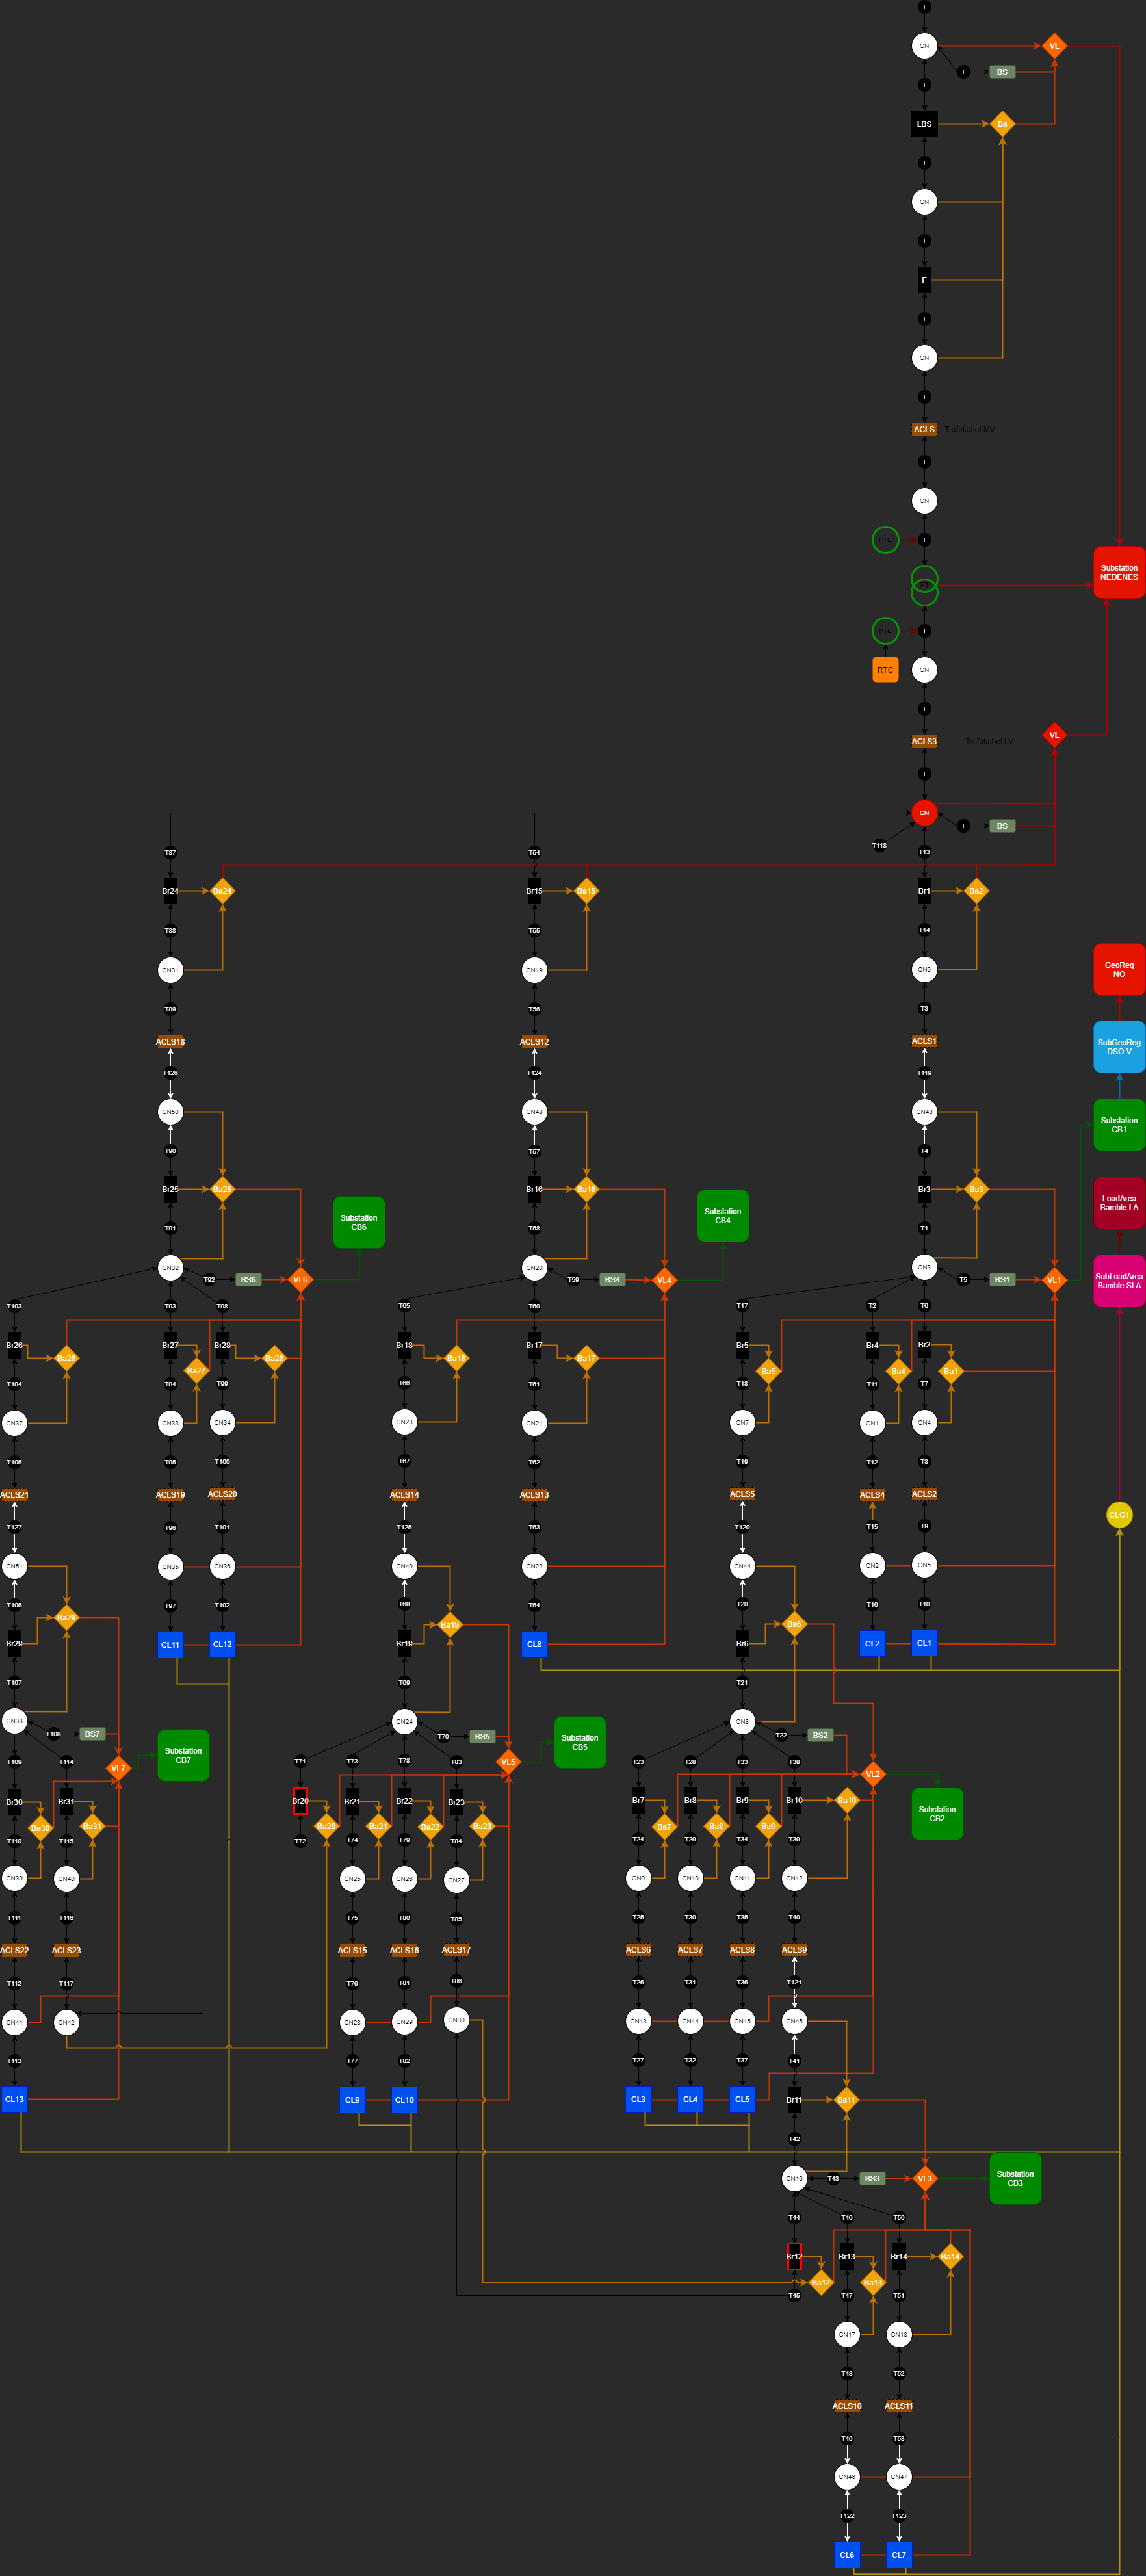 T
CN
VL
T
BS
T
LBS
Ba
T
CN
T
F
T
CN
T
ACLS
Trafokabel MV
T
CN
PTE
T
Substation
NEDENES
PTE
T
RTC
CN
T
VL
ACLS3
Trafokabel LV
T
CN
T
BS
T118
T87
T54
T13
Br24
Ba24
Br15
Ba15
Br1
Ba2
T88
T55
T14
CN31
CN19
CN6
GeoReg
NO
T89
T56
T3
ACLS18
ACLS12
ACLS1
SubGeoReg
DSO V
T126
T124
T119
CN50
CN48
CN43
Substation
CB1
T90
T57
T4
Br25
Ba25
Br16
Ba16
Br3
Ba3
LoadArea
Bamble LA
Substation
CB6
Substation
CB4
T91
T58
T1
CN32
CN20
CN3
T92
BS6
VL6
T59
BS4
VL4
T5
BS1
VL1
SubLoadArea
Bamble SLA
T103
T93
T98
T65
T60
T17
T2
T6
Br26
Br27
Br28
Br18
Br17
Br5
Br4
Br2
Ba26
Ba27
Ba28
Ba18
Ba17
Ba5
Ba4
Ba1
T104
T94
T99
T66
T61
T18
T11
T7
CN37
CN33
CN34
CN23
CN21
CN7
CN1
CN4
T105
T95
T100
T67
T62
T19
T12
T8
ACLS21
ACLS19
ACLS20
ACLS14
ACLS13
ACLS5
ACLS4
ACLS2
CLG1
T127
T96
T101
T125
T63
T120
T15
T9
CN51
CN35
CN36
CN49
CN22
CN44
CN2
CN5
T106
T97
T102
T68
T64
T20
T16
T10
Ba29
Ba19
Ba6
Br29
CL11
CL12
Br19
CL8
Br6
CL2
CL1
T107
T69
T21
CN38
CN24
CN8
T108
BS7
T70
BS5
T22
BS2
Substation
CB7
Substation
CB5
T109
T114
VL7
T71
T73
T78
T83
VL5
T23
T28
T33
T38
VL2
Br30
Br31
Br20
Br21
Br22
Br23
Br7
Br8
Br9
Br10
Ba10
Substation
CB2
Ba30
Ba31
Ba20
Ba21
Ba22
Ba23
Ba7
Ba8
Ba9
T110
T115
T72
T74
T79
T84
T24
T29
T34
T39
CN39
CN40
CN25
CN26
CN27
CN9
CN10
CN11
CN12
T111
T116
T75
T80
T85
T25
T30
T35
T40
ACLS22
ACLS23
ACLS15
ACLS16
ACLS17
ACLS6
ACLS7
ACLS8
ACLS9
T112
T117
T76
T81
T86
T26
T31
T36
T121
CN41
CN42
CN28
CN29
CN30
CN13
CN14
CN15
CN45
T113
T77
T82
T27
T32
T37
T41
CL13
CL9
CL10
CL3
CL4
CL5
Br11
Ba11
T42
CN16
T43
BS3
VL3
Substation
CB3
T44
T46
T50
Br12
Br13
Br14
Ba14
Ba12
Ba13
T45
T47
T51
CN17
CN18
T48
T52
ACLS10
ACLS11
T49
T53
CN46
CN47
T122
T123
CL6
CL7